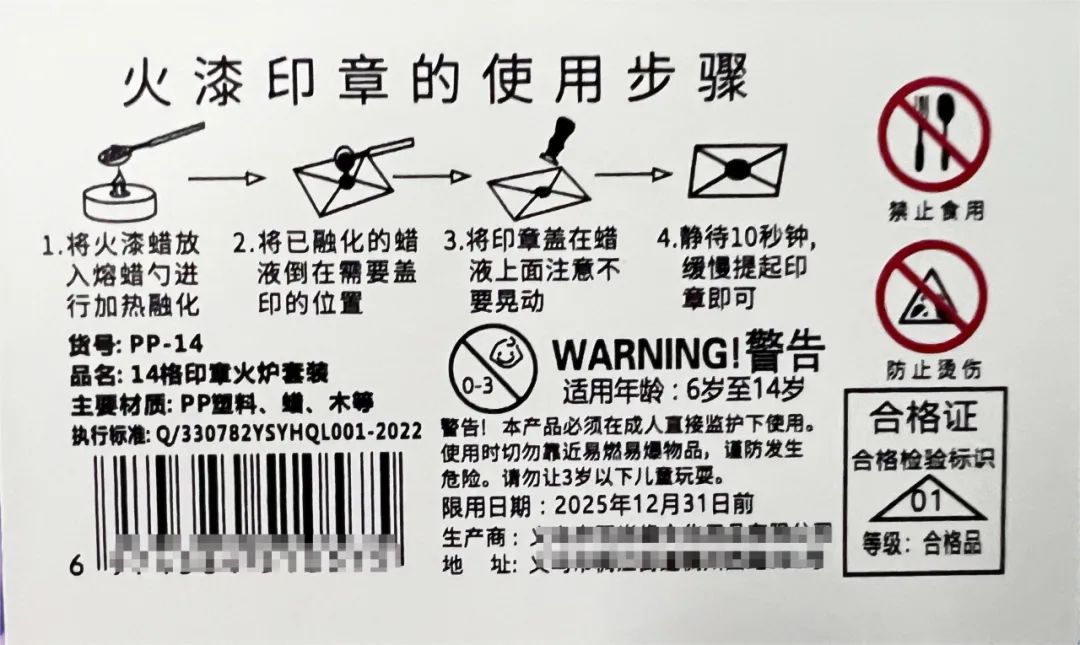 火漆印章的使用步骤
1.将火漆蜡放
入熔蜡勺进
行加热融化
2.将已融化的蜡
液倒在需要盖
印的位置
3.将印章盖在蜡
液上面注意不
要晃动
4.静待10秒钟,
缓慢提起印
章即可
禁止食用
防止烫伤
货号: PP-14
品名: 14格印章火炉套装
主要材质: PP塑料、蜡、木等
执行标准: Q/330782YSYHQL001-2022
6
0-3
WARNING!警告
适用年龄：6岁至14岁
警告！本产品必须在成人直接监护下使用。
使用时切勿靠近易燃易爆物品，谨防发生
危险。请勿让3岁以下儿童玩耍。
限用日期：2025年12月31日前
生产商：
地 址:
合格证
合格检验标识
01
等级：合格品